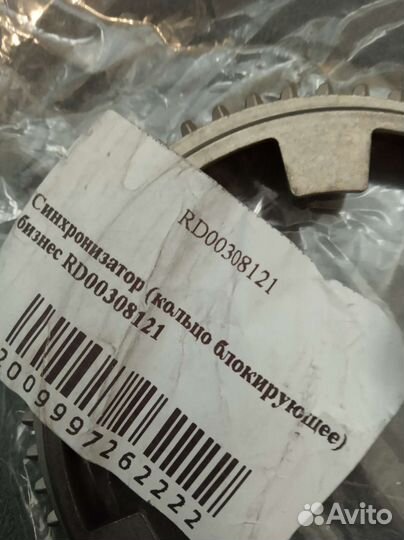 RD00308121
Синхронизатор (кольцо блокирующее)
бизнес RD00308121
2009997262222
Avito